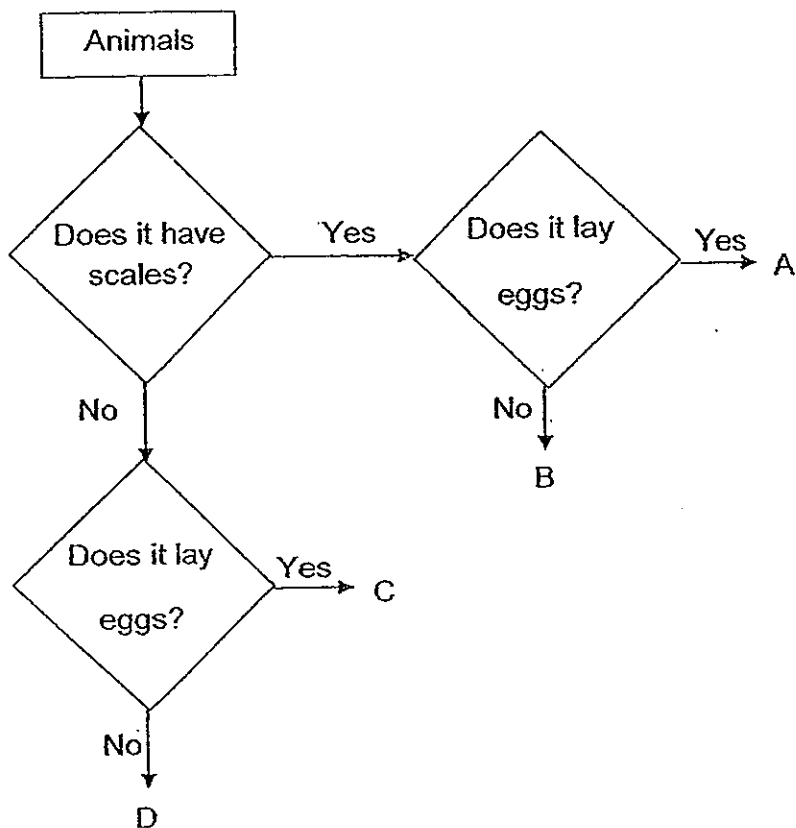 Animals
Does it have
scales?
Yes
Does it lay
eggs?
Yes
A
No
B
No
Does it lay
eggs?
Yes
C
No
D